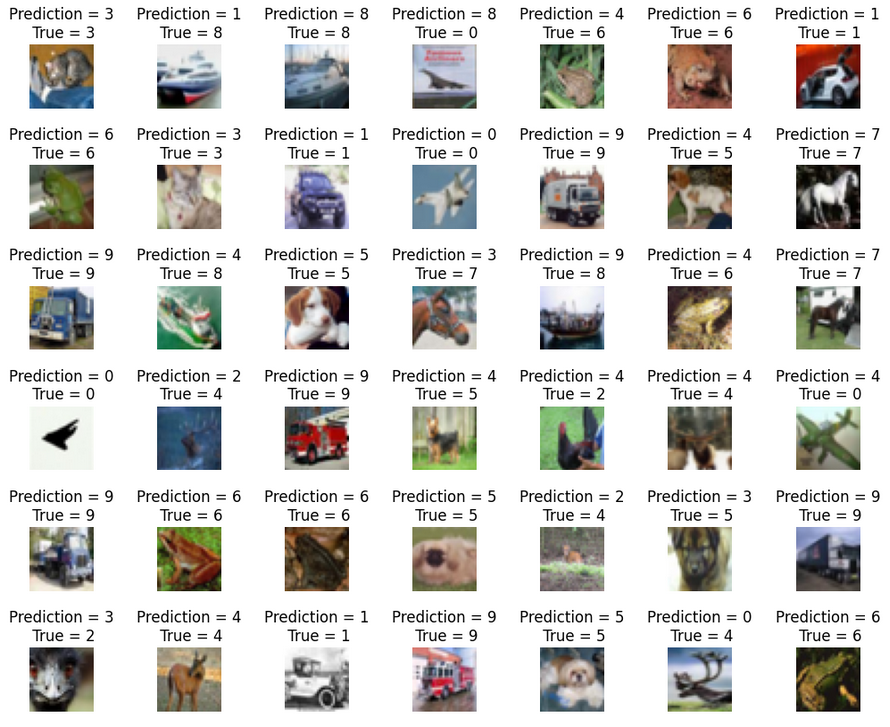 Prediction = 3 Prediction = 1 Prediction = 8 Prediction = 8 Prediction = 4 Prediction = 6 Prediction = 1
True = 3 True = 8 True = 8 True = 0 True = 6 True = 6 True = 1
Prediction = 6 Prediction = 3 Prediction = 1 Prediction = 0 Prediction = 9 Prediction = 4 Prediction = 7
True = 6 True = 3 True = 1 True = 0 True = 9 True = 5 True = 7
Prediction = 9 Prediction = 4 Prediction = 5 Prediction = 3 Prediction = 9 Prediction = 4 Prediction = 7
True = 9 True = 8 True = 5 True = 7 True = 8 True = 6 True = 7
Prediction = 0 Prediction = 2 Prediction = 9 Prediction = 4 Prediction = 4 Prediction = 4 Prediction = 4
True = 0 True = 4 True = 9 True = 5 True = 2 True = 4 True = 0
Prediction = 9 Prediction = 6 Prediction = 6 Prediction = 5 Prediction = 2 Prediction = 3 Prediction = 9
True = 9 True = 6 True = 6 True = 5 True = 4 True = 5 True = 9
Prediction = 3 Prediction = 4 Prediction = 1 Prediction = 9 Prediction = 5 Prediction = 0 Prediction = 6
True = 2 True = 4 True = 1 True = 9 True = 5 True = 4 True = 6